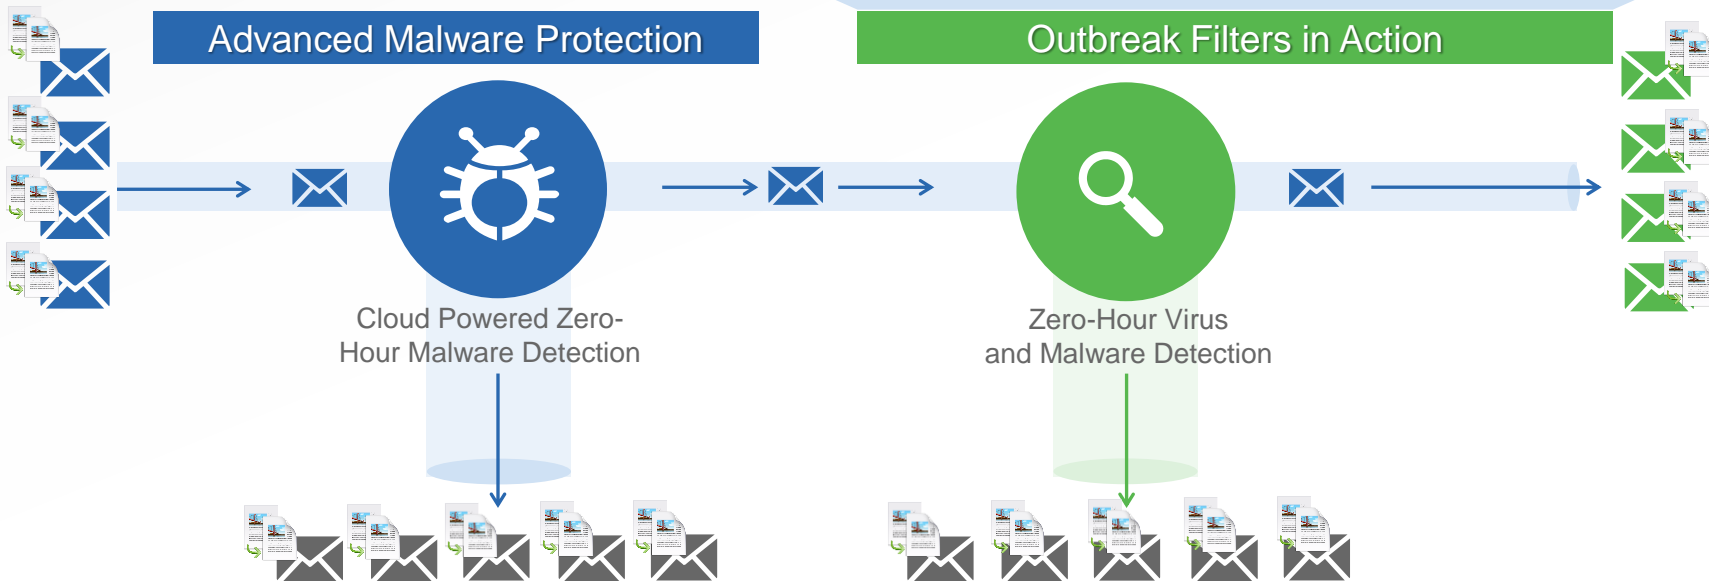 Advanced Malware Protection
Outbreak Filters in Action
Cloud Powered Zero-
Hour Malware Detection
Zero-Hour Virus
and Malware Detection